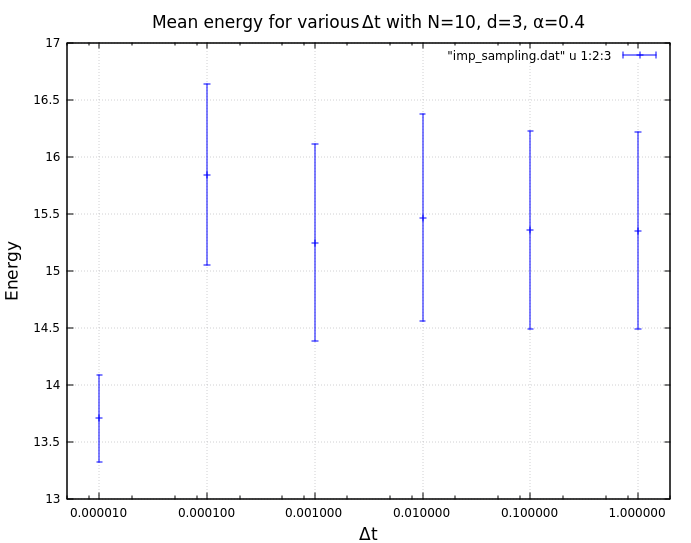 Mean energy for various Δt with N=10, d=3, α=0.4
"imp_sampling.dat" u 1:2:3
17
16.5
16
15.5
15
14.5
14
13.5
13
Energy
0.000010 0.000100 0.001000 0.010000 0.100000 1.000000
Δt